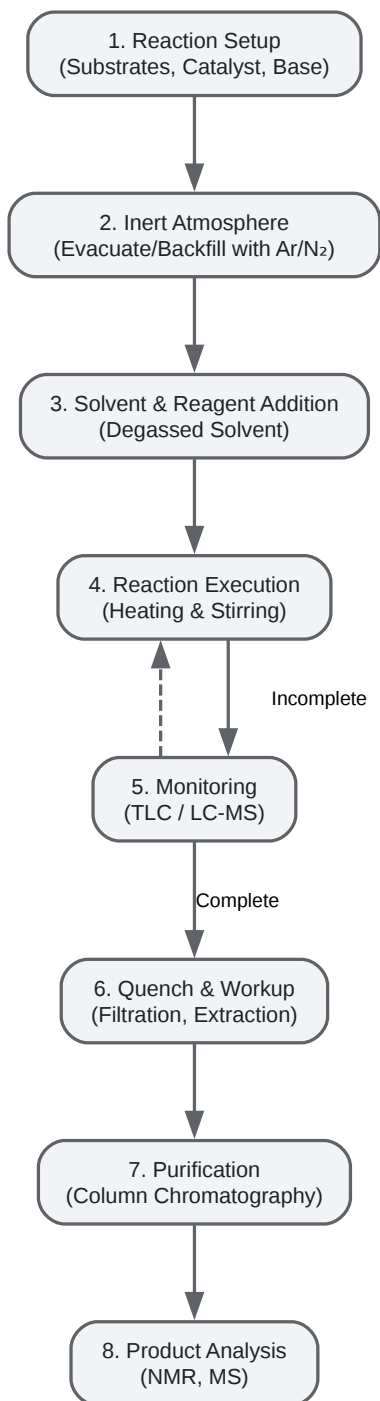 1. Reaction Setup
(Substrates, Catalyst, Base)
2. Inert Atmosphere
(Evacuate/Backfill with Ar/N₂)
3. Solvent & Reagent Addition
(Degassed Solvent)
4. Reaction Execution
(Heating & Stirring)
Incomplete
5. Monitoring
(TLC / LC-MS)
Complete
6. Quench & Workup
(Filtration, Extraction)
7. Purification
(Column Chromatography)
8. Product Analysis
(NMR, MS)